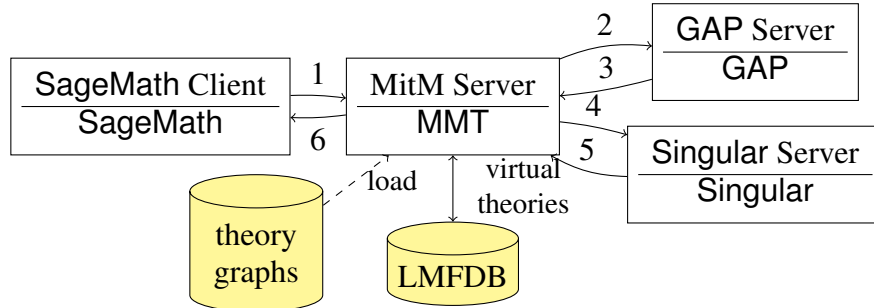 SageMath Client
SageMath
1
6
MitM Server
MMT
2
3
4
5
GAP Server
GAP
Singular Server
Singular
load
virtual
theories
theory
graphs
LMFDB